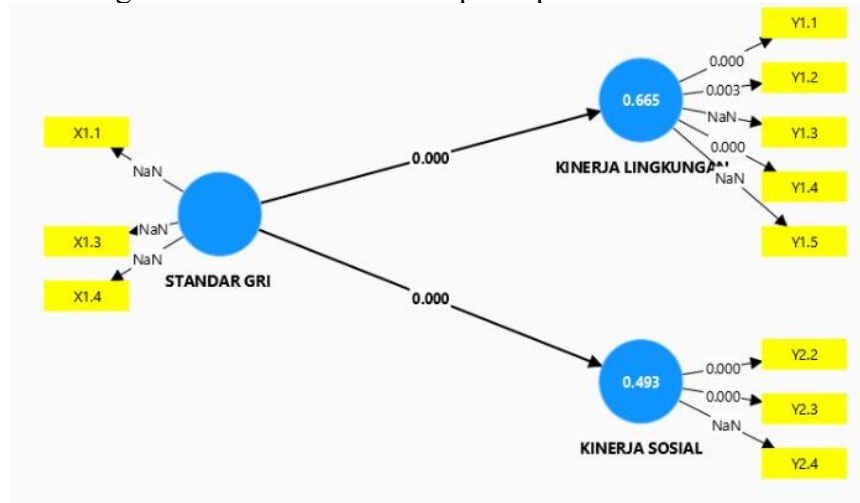 Y1.1
0.000
Y1.2
0.003
0.665
X1.1
NaN
Y1.3
0.000
0.000
KINERJA LINGKUNGAN
NaN
NaN
Y1.4
X1.3
NaN
Y1.5
NaN
STANDAR GRI
X1.4
0.000
Y2.2
0.000
0.493
0.000
Y2.3
NaN
KINERJA SOSIAL
Y2.4